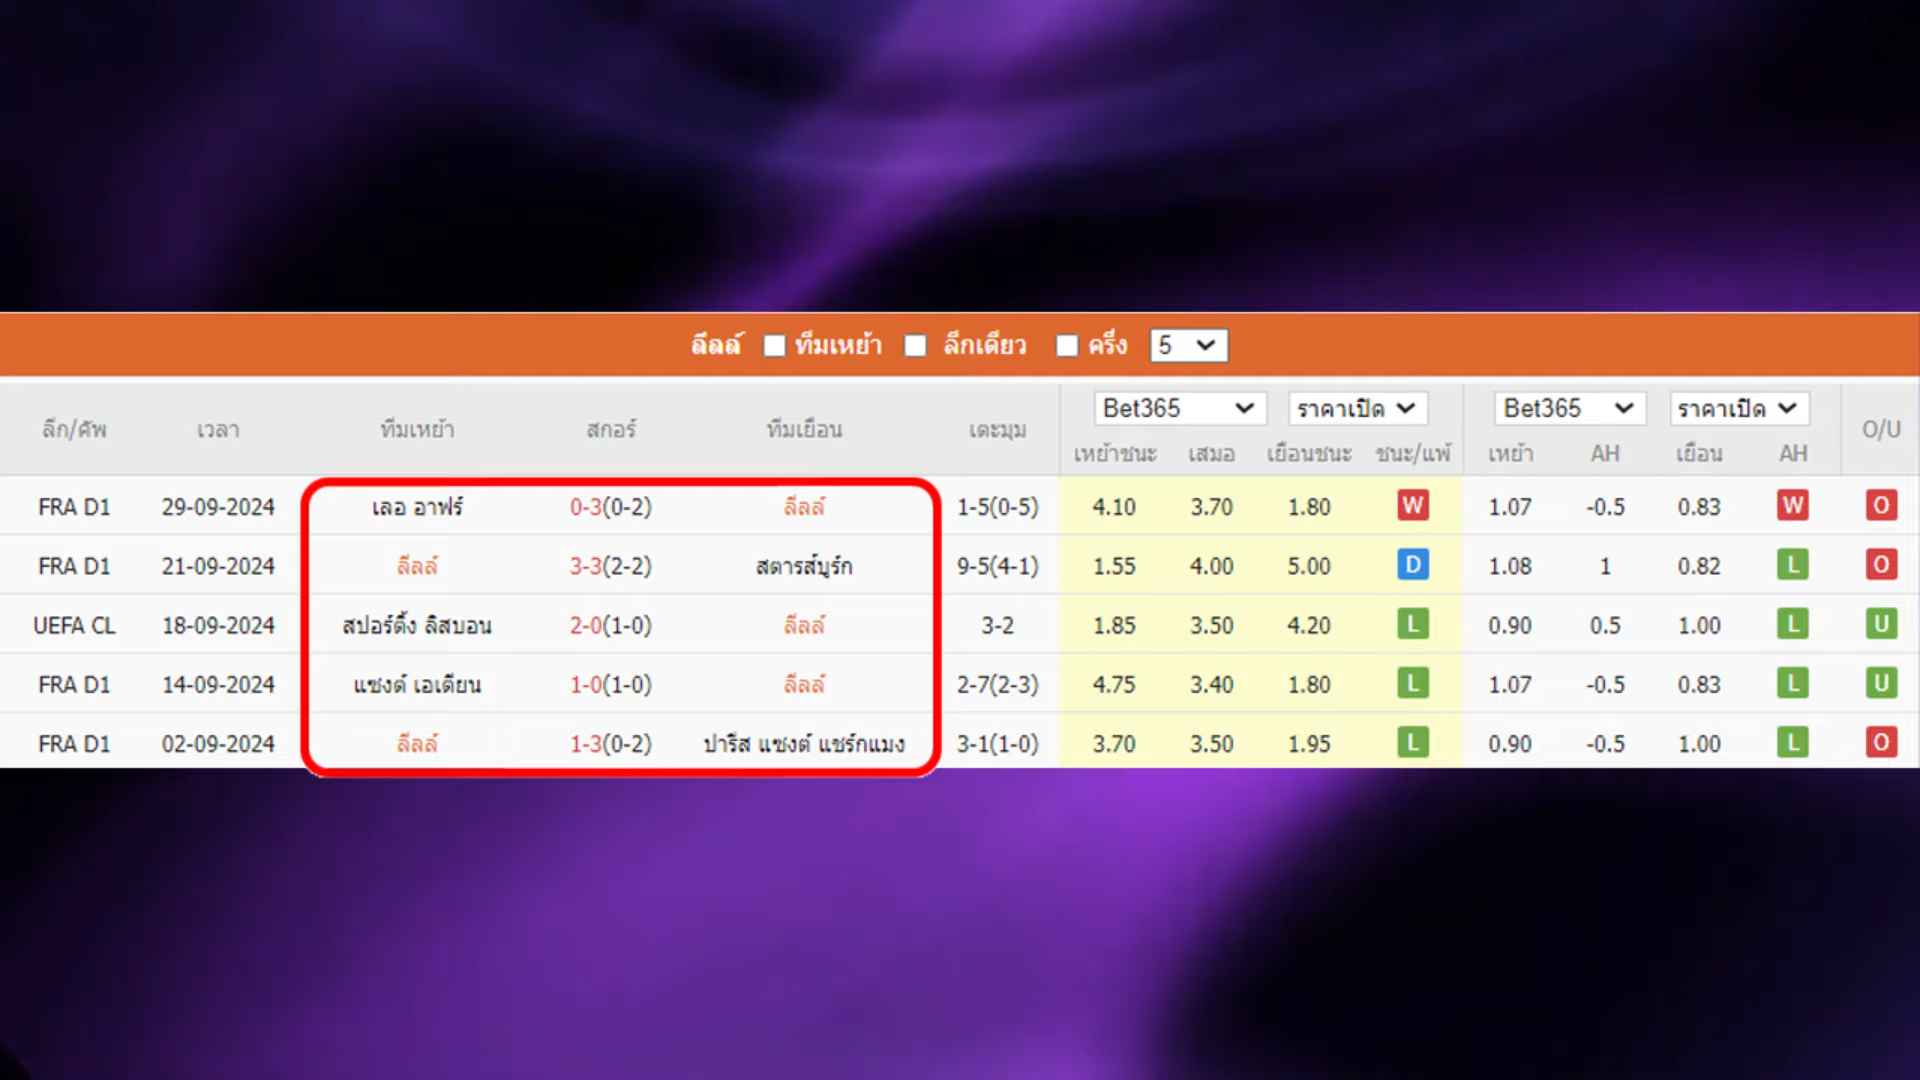 ลีลล์ ทีมเหย้า ลีกเดียว ครึ่ง 5
ลีก/คัพ เวลา ทีมเหย้า สกอร์ ทีมเยือน เตะมุม Bet365 ราคาเปิด Bet365 ราคาเปิด O/U
เหย้าชนะ เสมอ เยือนชนะ ชนะ/แพ้ เหย้า AH เยือน AH
FRA D1 29-09-2024 เลอ อาฟร์ 0-3(0-2) ลีลล์ 1-5(0-5) 4.10 3.70 1.80 W 1.07 -0.5 0.83 W O
FRA D1 21-09-2024 ลีลล์ 3-3(2-2) สตารส์บูร์ก 9-5(4-1) 1.55 4.00 5.00 D 1.08 1 0.82 L O
UEFA CL 18-09-2024 สปอร์ติ้ง ลิสบอน 2-0(1-0) ลีลล์ 3-2 1.85 3.50 4.20 L 0.90 0.5 1.00 L U
FRA D1 14-09-2024 แซงต์ เอเตียน 1-0(1-0) ลีลล์ 2-7(2-3) 4.75 3.40 1.80 L 1.07 -0.5 0.83 L U
FRA D1 02-09-2024 ลีลล์ 1-3(0-2) ปารีส แซงต์ แชร์กแมง 3-1(1-0) 3.70 3.50 1.95 L 0.90 -0.5 1.00 L O